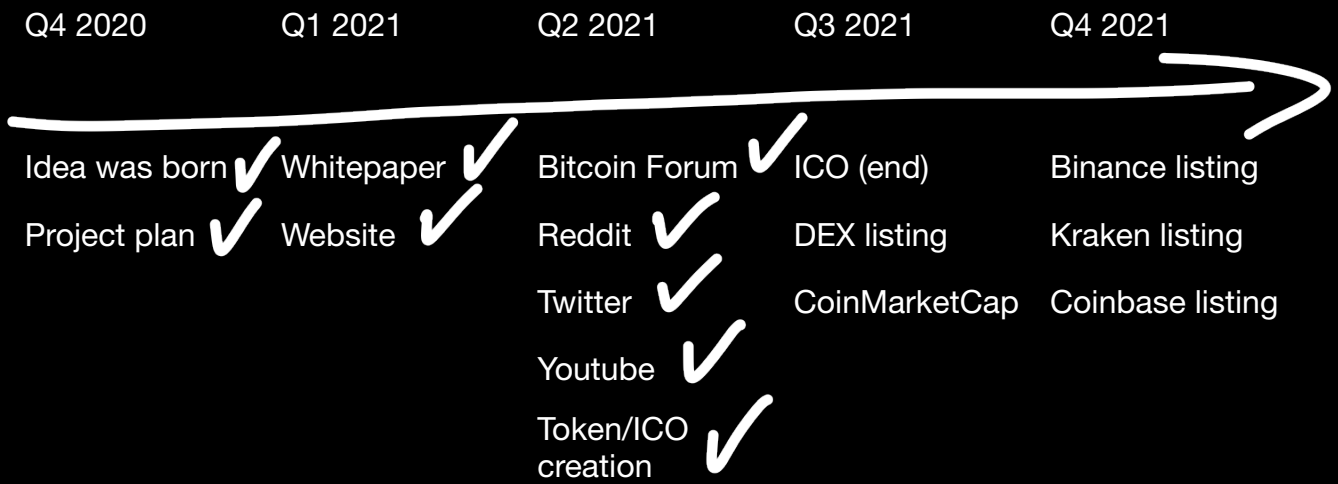 Q4 2020
Idea was born
Project plan
Q1 2021
Whitepaper
Website
Q2 2021
Bitcoin Forum
Reddit
Twitter
Youtube
Token/ICO
creation
Q3 2021
ICO (end)
DEX listing
CoinMarketCap
Q4 2021
Binance listing
Kraken listing
Coinbase listing